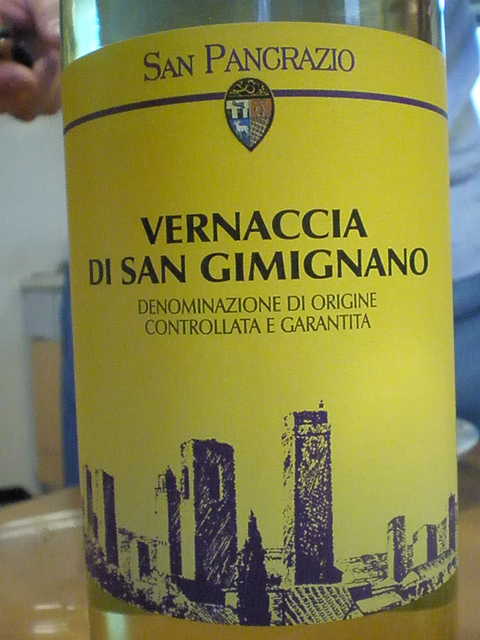 SAN PANCRAZIO
VERNACCIA
DI SAN GIMIGNANO
DENOMINAZIONE DI ORIGINE
CONTROLLATA E GARANTITA